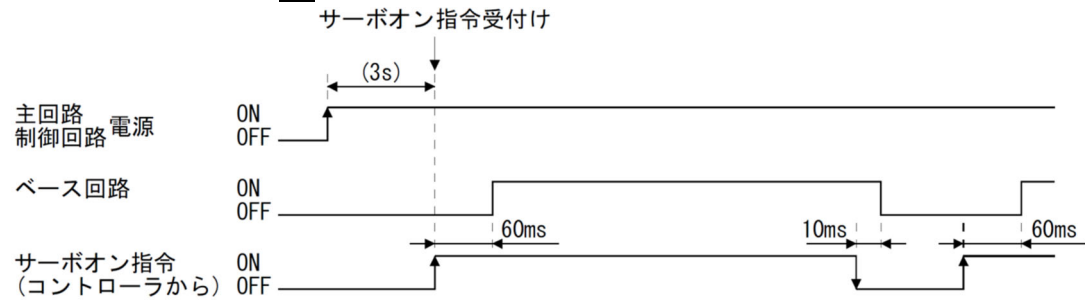 サーボオン指令受付け
(3s)
主回路
制御回路
電源
ON
OFF
ベース回路
ON
OFF
60ms
10ms
60ms
サーボオン指令
(コントローラから)
ON
OFF